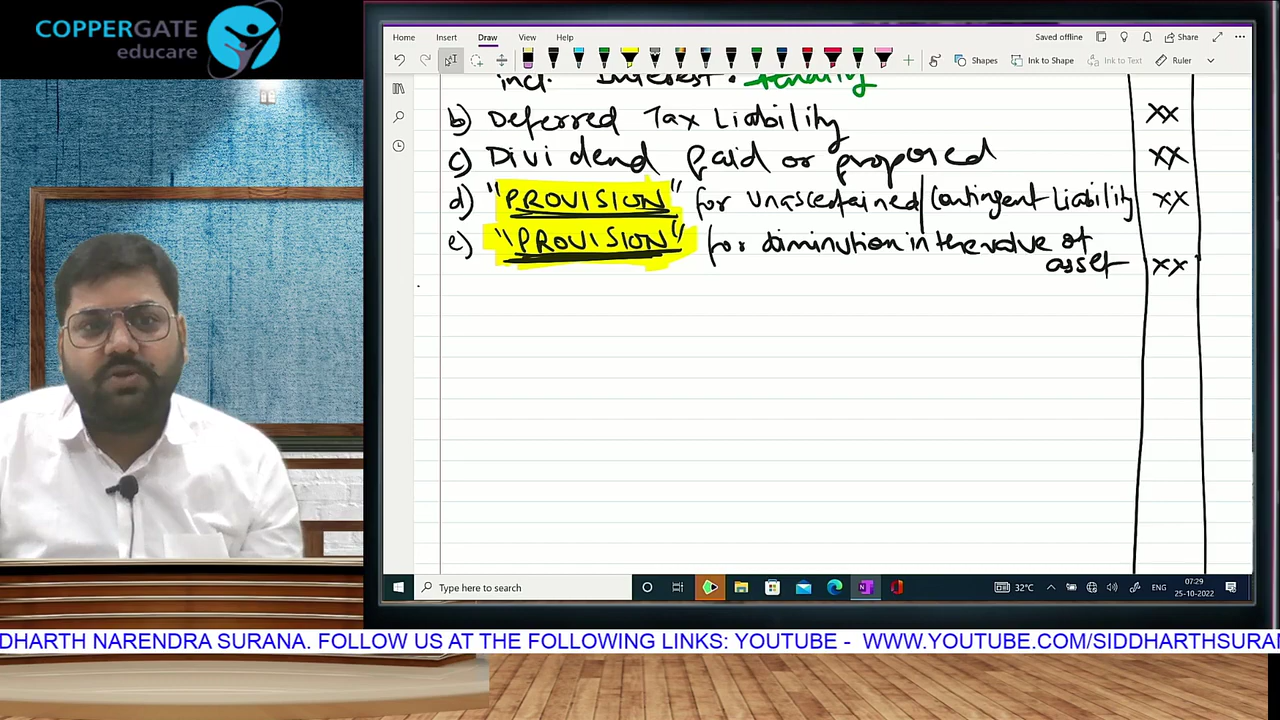 COPPERGATE
educare
Home Insert Draw View Help
Saved offline
Share
Shapes
Ink to Shape
Ink to Text
Ruler
incl. Interest. Penalty
b) Deferred Tax Liability XX
c) Dividend paid or proposed XX
d) "PROVISION" for unascertained/Contingent Liability XX
e) "PROVISION" for diminution in the value of
asset XX
Type here to search
32°C
ENG
07:29
25-10-2022
DHARTH NARENDRA SURANA. FOLLOW US AT THE FOLLOWING LINKS: YOUTUBE - WWW.YOUTUBE.COM/SIDDHARTHSURA